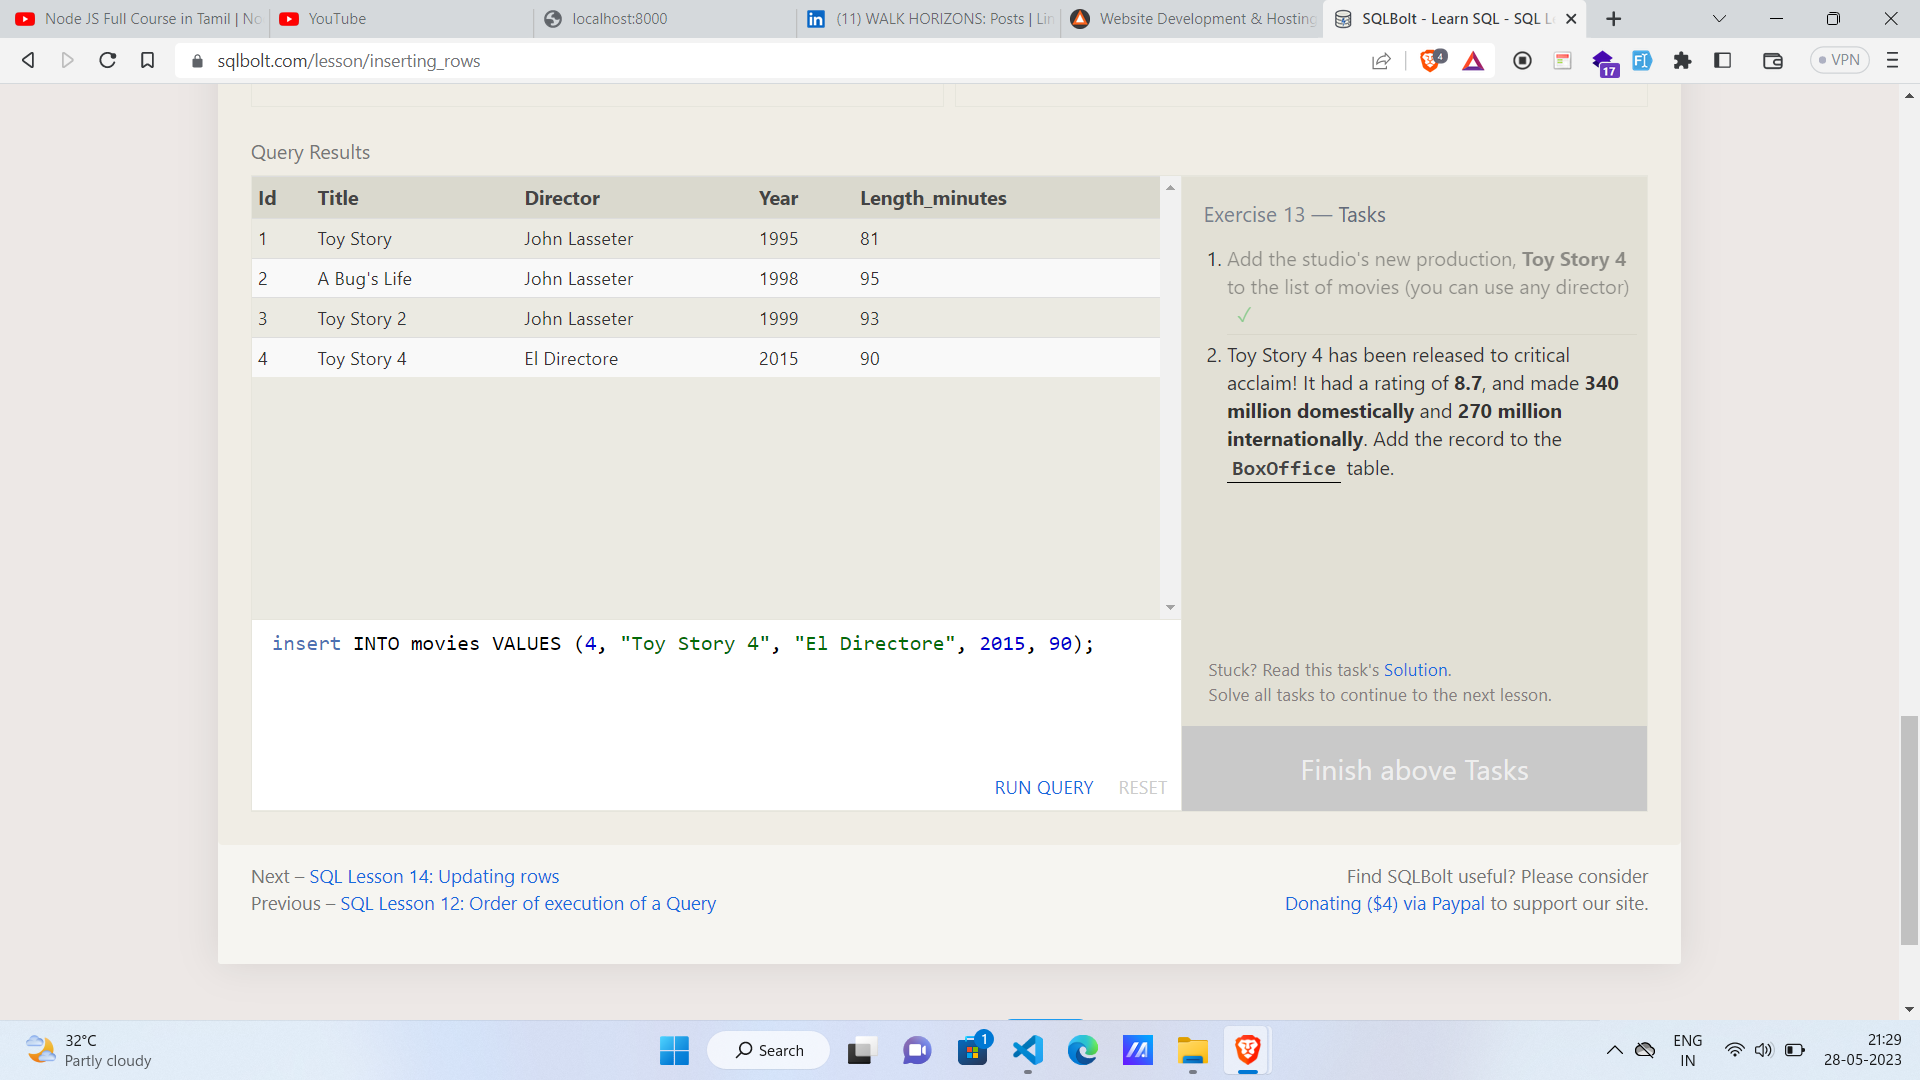 Node JS Full Course in Tamil | No
YouTube
localhost:8000
(11) WALK HORIZONS: Posts | Lin
Website Development & Hosting
SQLBolt - Learn SQL - SQL Le
sqlbolt.com/lesson/inserting_rows
4
17
VPN
Query Results
Id Title Director Year Length_minutes
1 Toy Story John Lasseter 1995 81
2 A Bug's Life John Lasseter 1998 95
3 Toy Story 2 John Lasseter 1999 93
4 Toy Story 4 El Directore 2015 90
insert INTO movies VALUES (4, "Toy Story 4", "El Directore", 2015, 90);
RUN QUERY RESET
Exercise 13 — Tasks
1. Add the studio's new production, Toy Story 4
to the list of movies (you can use any director)
✓
2. Toy Story 4 has been released to critical
acclaim! It had a rating of 8.7, and made 340
million domestically and 270 million
internationally. Add the record to the
BoxOffice table.
Stuck? Read this task's Solution.
Solve all tasks to continue to the next lesson.
Finish above Tasks
Next – SQL Lesson 14: Updating rows
Previous – SQL Lesson 12: Order of execution of a Query
Find SQLBolt useful? Please consider
Donating ($4) via Paypal to support our site.
32°C
Partly cloudy
Search
1
ENG
IN
21:29
28-05-2023